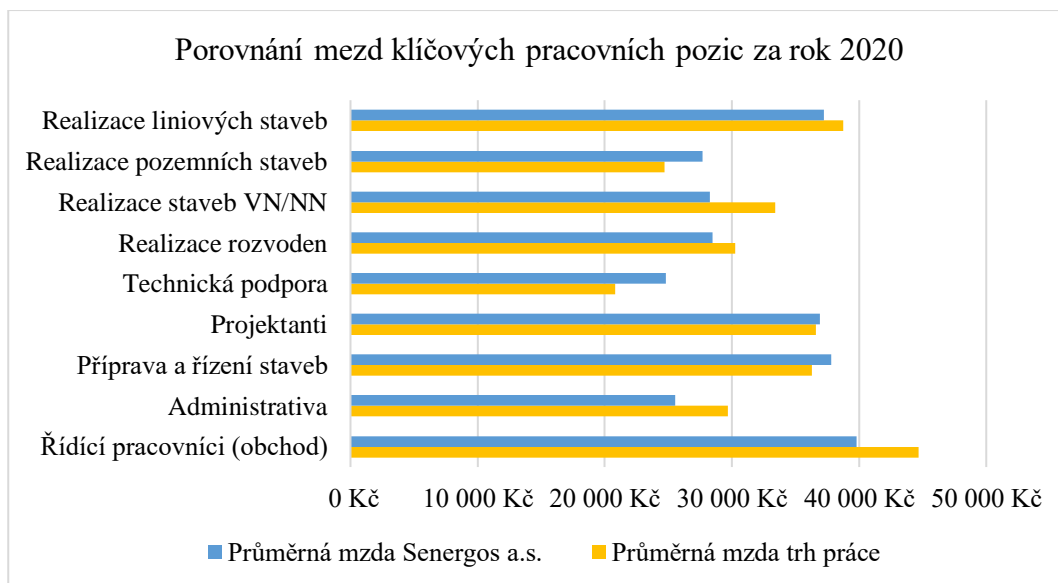 Porovnání mezd klíčových pracovních pozic za rok 2020
Realizace liniových staveb
Realizace pozemních staveb
Realizace staveb VN/NN
Realizace rozvoden
Technická podpora
Projektanti
Příprava a řízení staveb
Administrativa
Řídící pracovníci (obchod)
0 Kč 10 000 Kč 20 000 Kč 30 000 Kč 40 000 Kč 50 000 Kč
Průměrná mzda Senergos a.s. Průměrná mzda trh práce